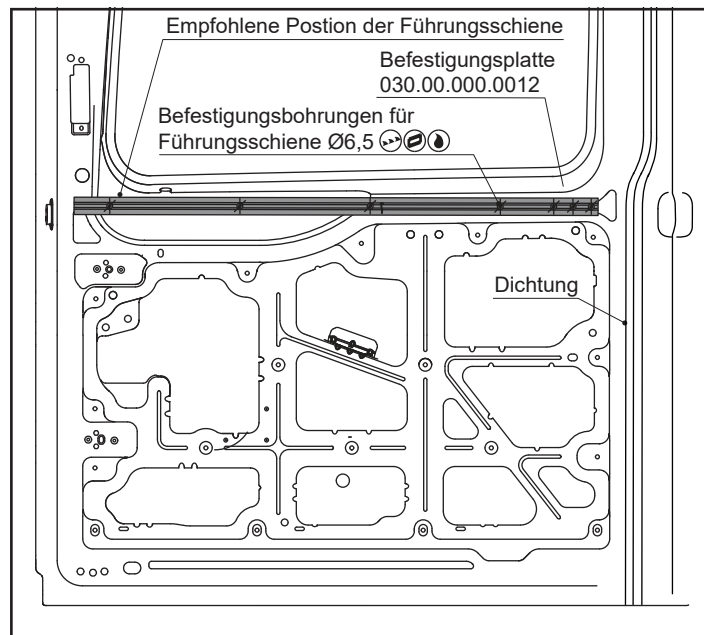 Empfohlene Postion der Führungsschiene
Befestigungsplatte
030.00.000.0012
Befestigungsbohrungen für
Führungsschiene Ø6,5
Dichtung